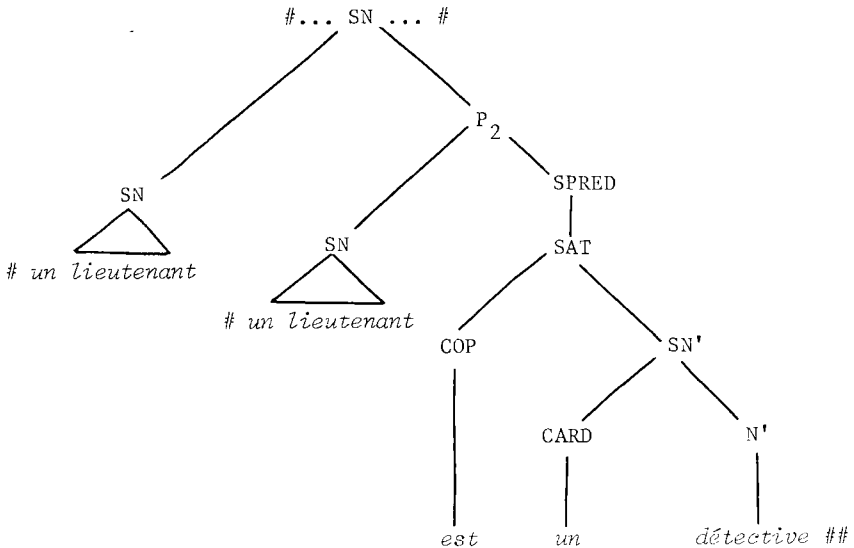 #... SN ... #
P2
SPRED
SN
SN
SAT
# un lieutenant
# un lieutenant
COP
SN'
CARD
N'
est un détective ##